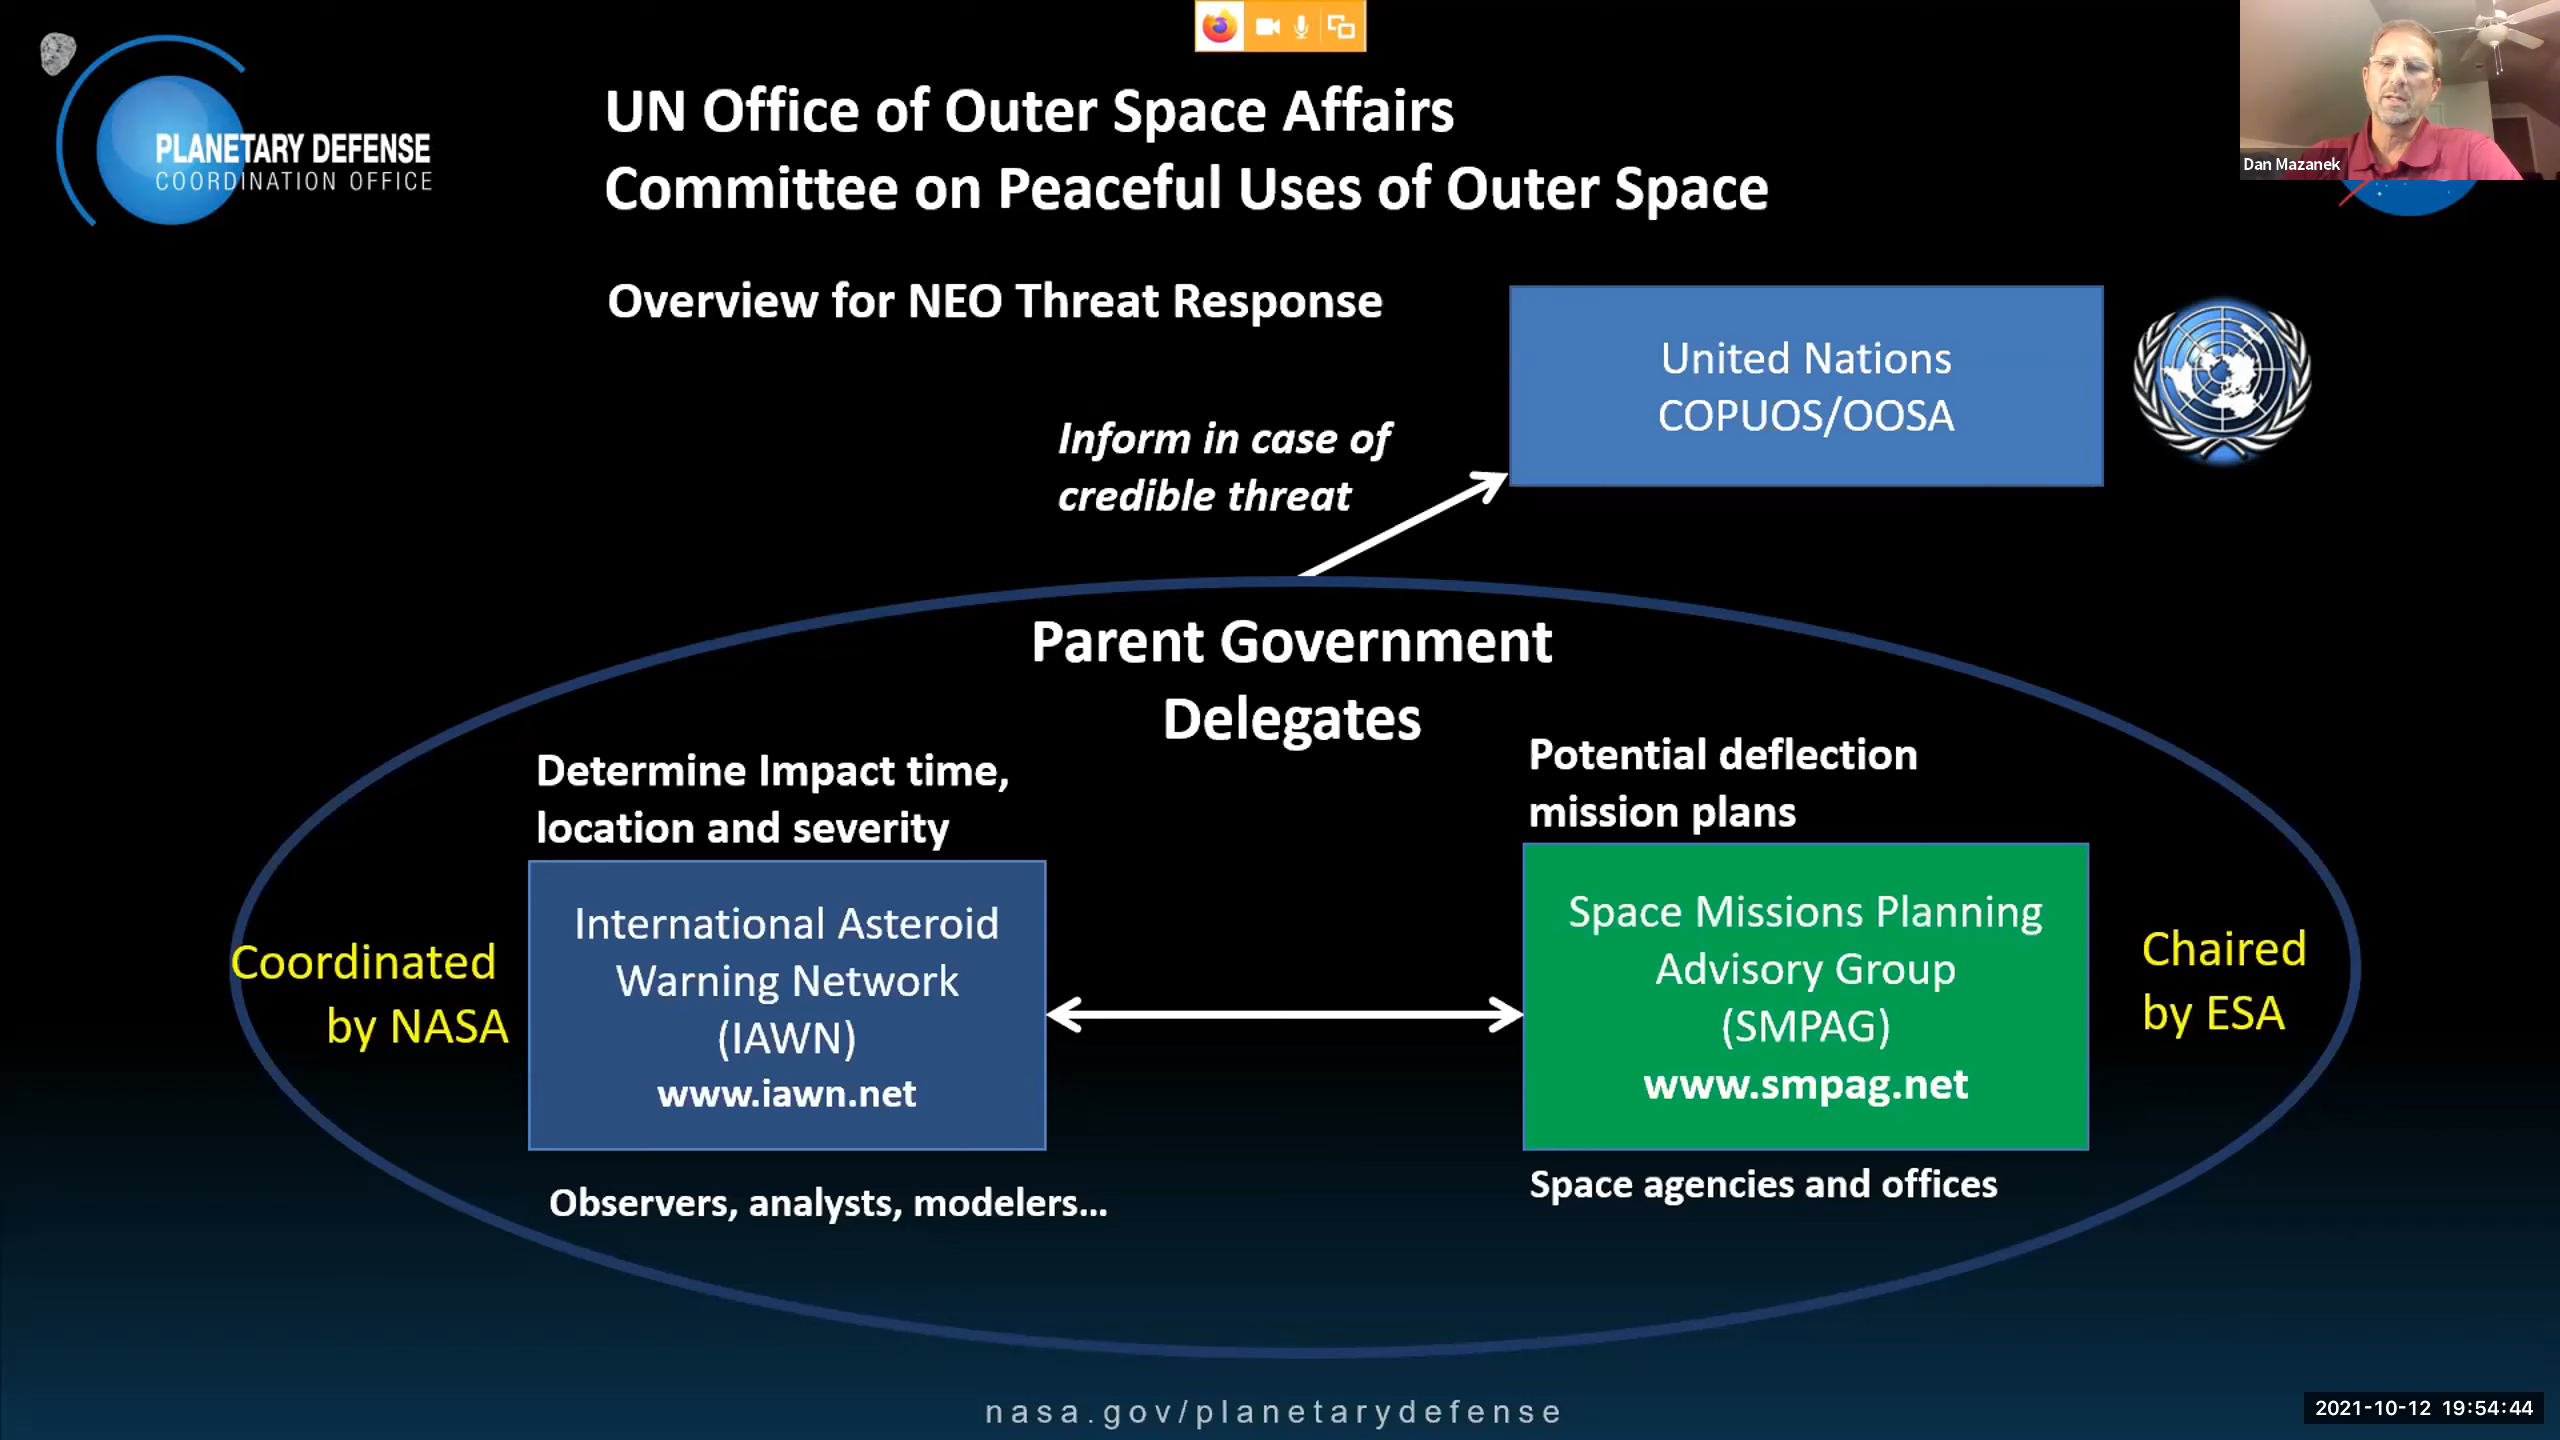 PLANETARY DEFENSE
COORDINATION OFFICE
UN Office of Outer Space Affairs
Committee on Peaceful Uses of Outer Space
Dan Mazanek
Overview for NEO Threat Response
United Nations
COPUOS/OOSA
Inform in case of
credible threat
Parent Government
Delegates
Determine Impact time,
location and severity
Potential deflection
mission plans
Coordinated
by NASA
International Asteroid
Warning Network
(IAWN)
www.iawn.net
Space Missions Planning
Advisory Group
(SMPAG)
www.smpag.net
Chaired
by ESA
Observers, analysts, modelers...
Space agencies and offices
nasa.gov/planetarydefense
2021-10-12 19:54:44